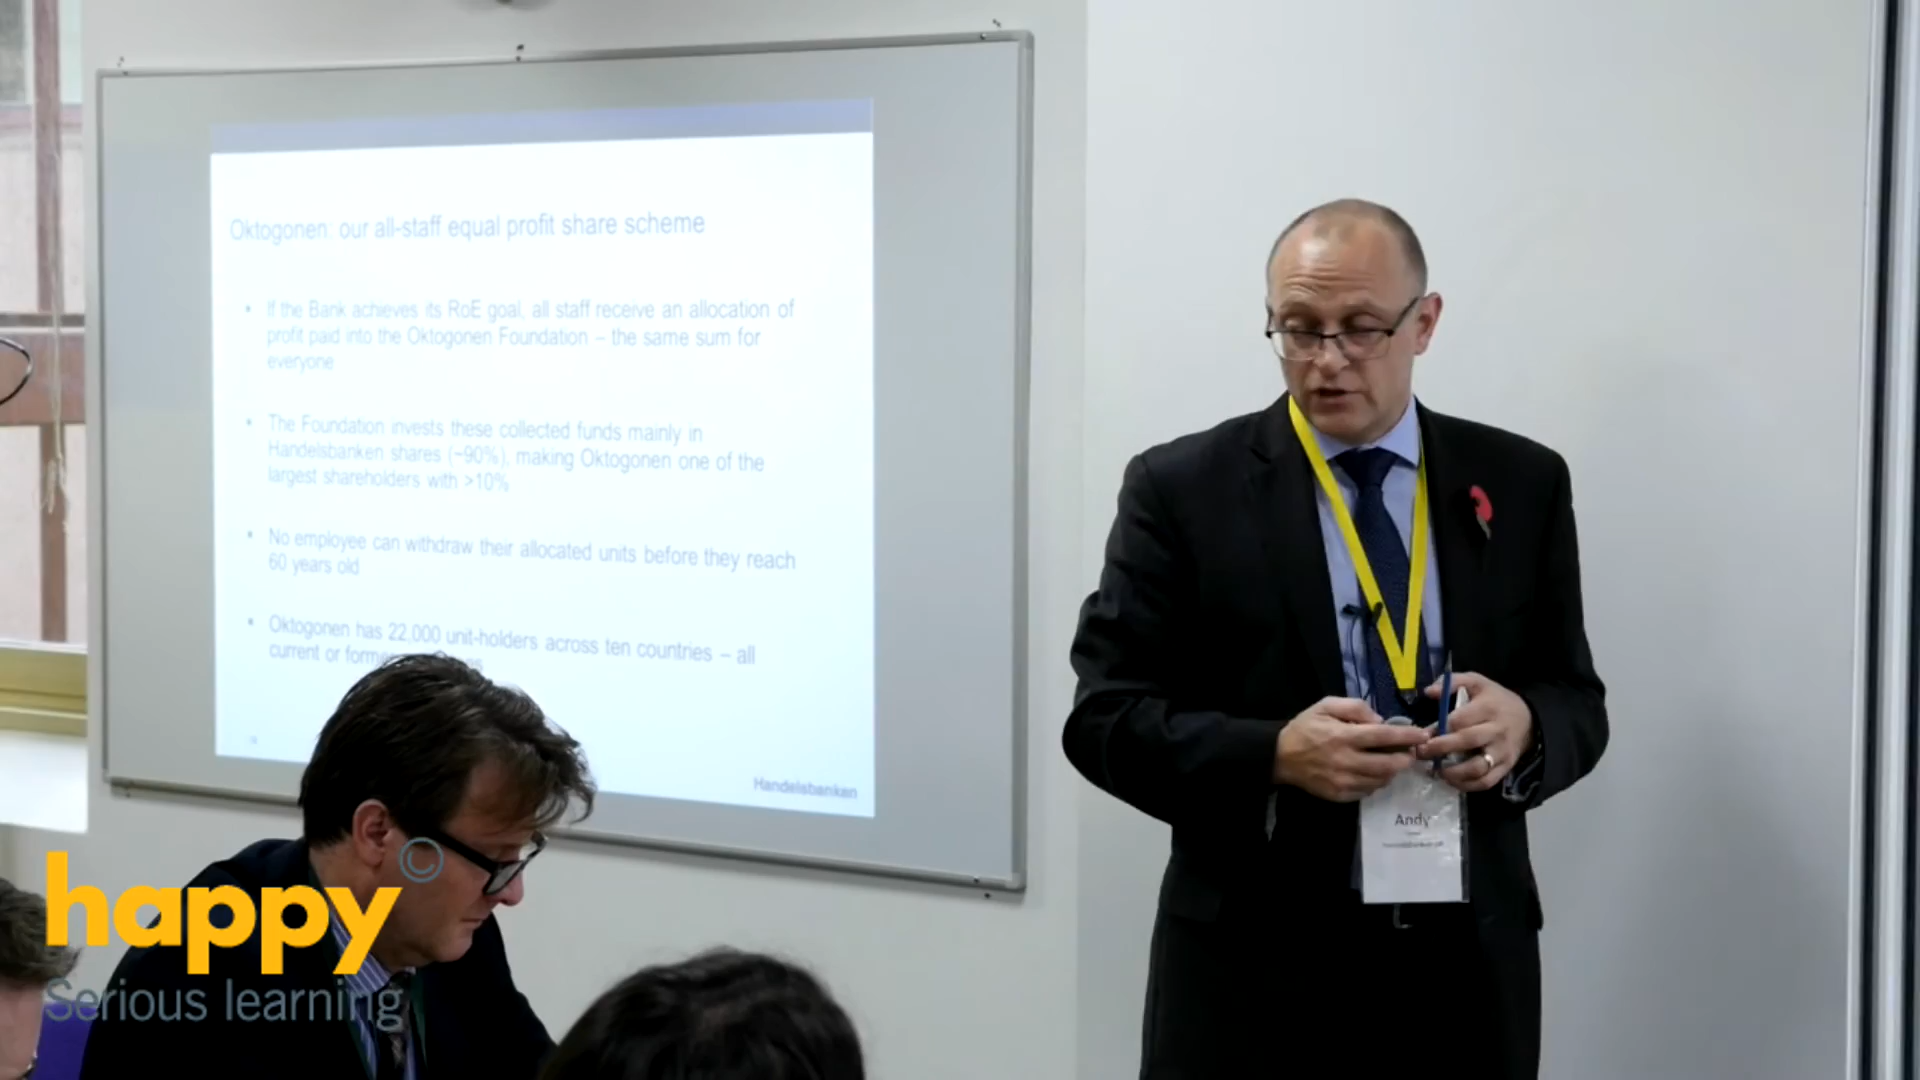 Oktogonen: our all-staff equal profit share scheme
• If the Bank achieves its RoE goal, all staff receive an allocation of
profit paid into the Oktogonen Foundation – the same sum for
everyone
• The Foundation invests these collected funds mainly in
Handelsbanken shares (~90%), making Oktogonen one of the
largest shareholders with >10%
• No employee can withdraw their allocated units before they reach
60 years old
• Oktogonen has 22,000 unit-holders across ten countries – all
current or
Handelsbanken
Andy
happy©
Serious learning